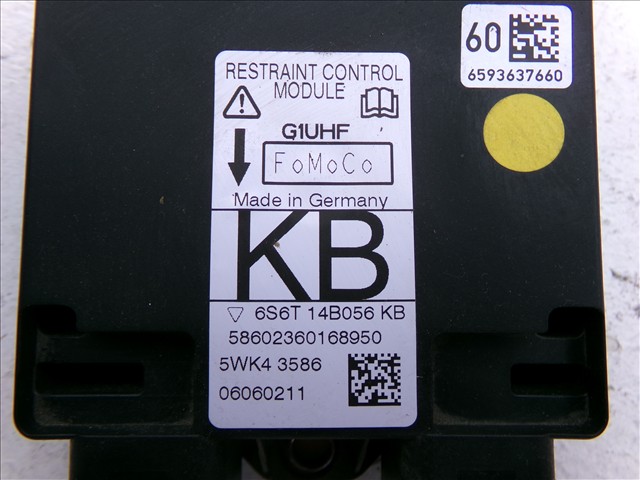 60
6593637660
RESTRAINT CONTROL
MODULE
G1UHF
FoMoCo
Made in Germany
KB
6S6T 14B056 KB
58602360168950
5WK4 3586
06060211